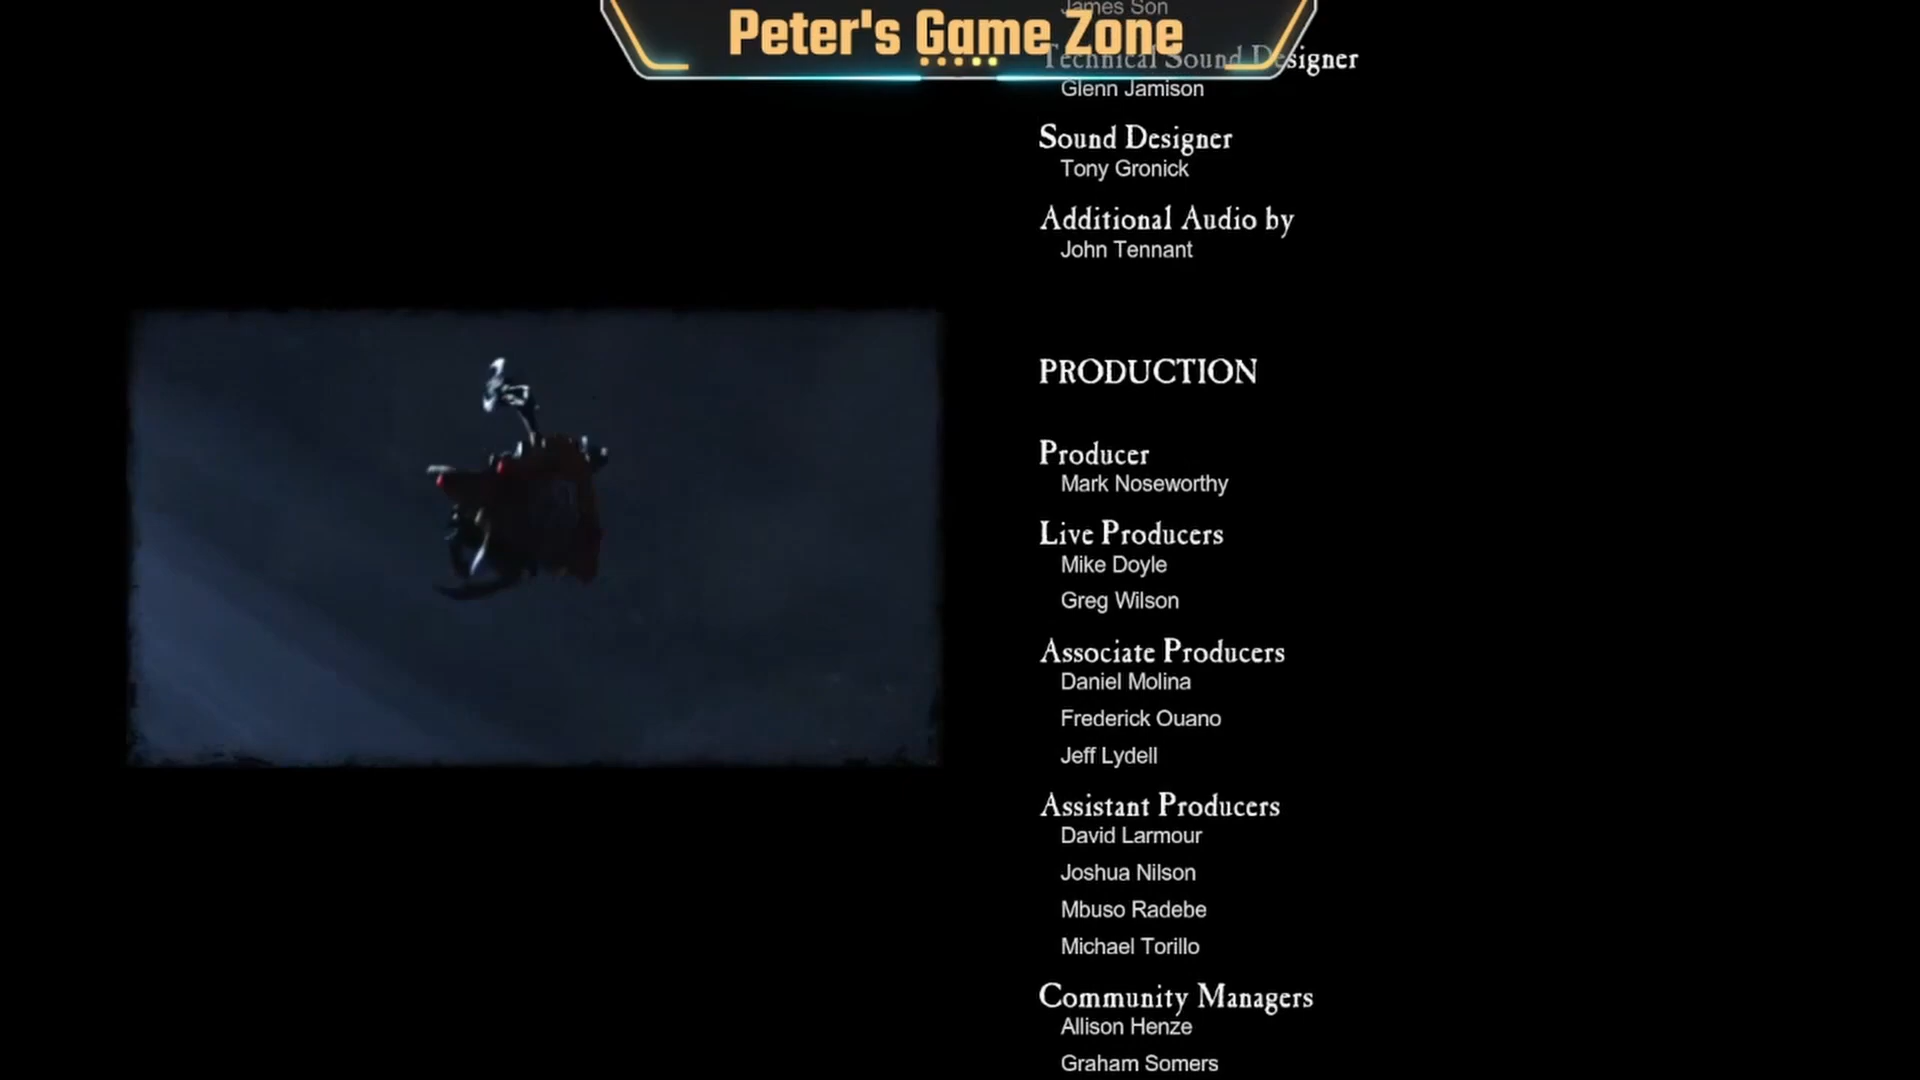 Peter's Game Zone
James Son
Technical Sound Designer
Glenn Jamison
Sound Designer
Tony Gronick
Additional Audio by
John Tennant
PRODUCTION
Producer
Mark Noseworthy
Live Producers
Mike Doyle
Greg Wilson
Associate Producers
Daniel Molina
Frederick Ouano
Jeff Lydell
Assistant Producers
David Larmour
Joshua Nilson
Mbuso Radebe
Michael Torillo
Community Managers
Allison Henze
Graham Somers